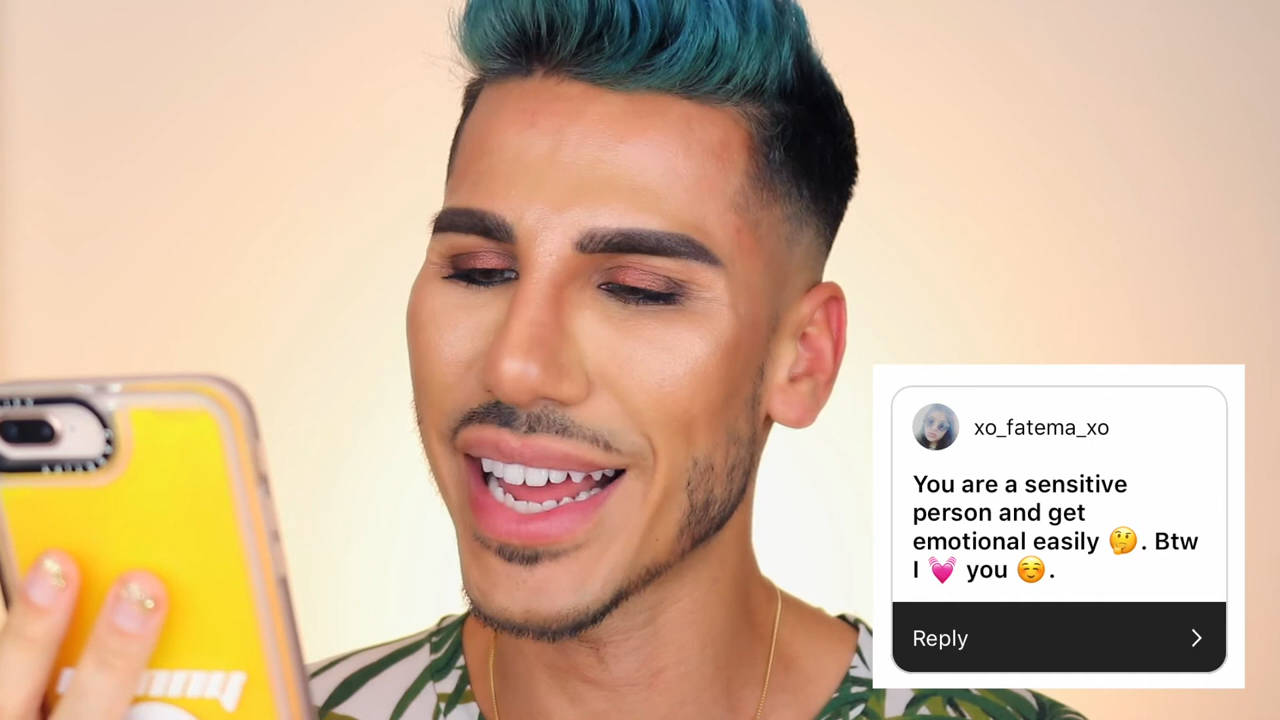 xo_fatema_xo
You are a sensitive
person and get
emotional easily 🤔. Btw
I 💓 you ☺️.
Reply